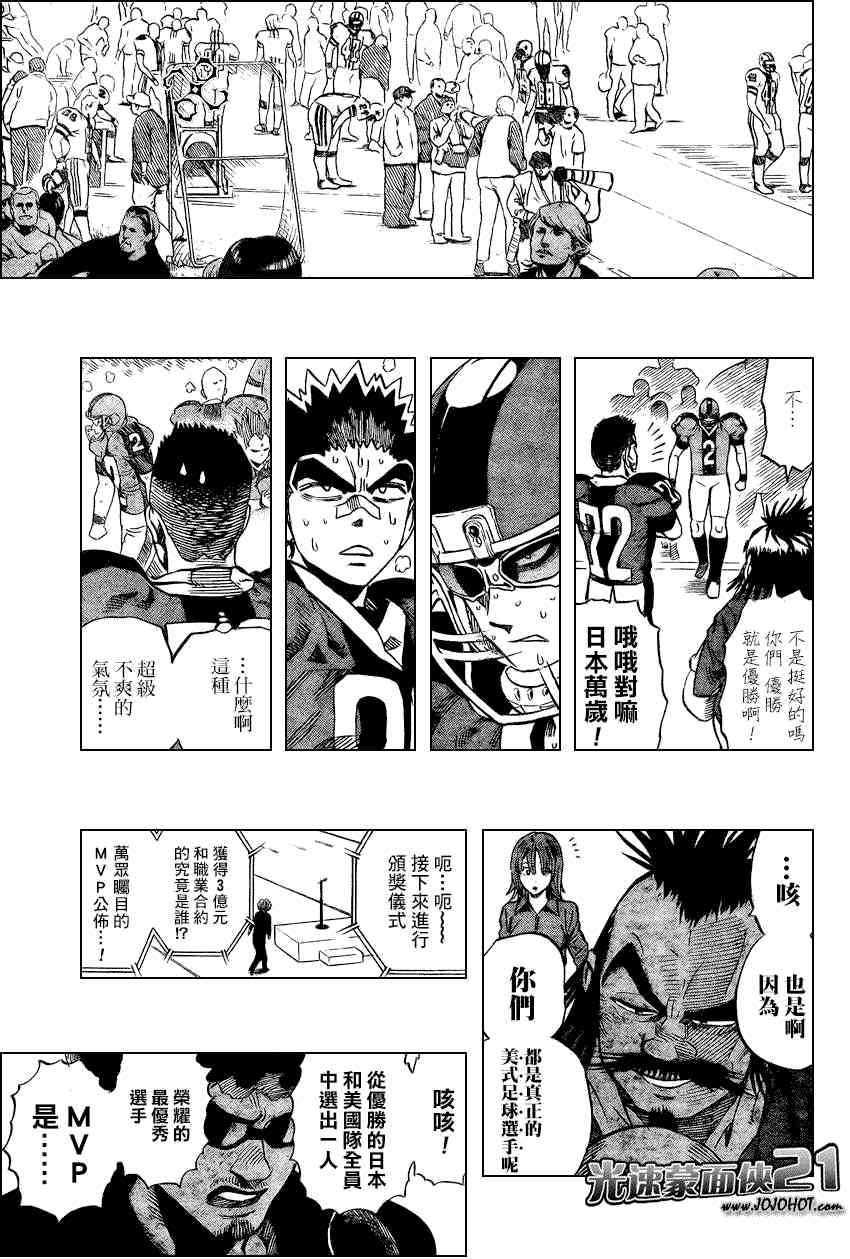 不…
不是挺好的嗎
你們 優勝
就是優勝啊！
哦哦對嘛
日本萬歲！
72
2
…什麼啊
這種
超級
不爽的
氣氛……
…咳
也是啊
因為
你們
都是真正的
美式足球選手呢
呃…呃～～
接下來進行
頒獎儀式
獲得3億元
和職業合約
的究竟是誰!?
萬眾矚目的
MVP公佈…！
咳咳！
從優勝的日本
和美國隊全員
中選出一人
榮耀的
最優秀
選手
MVP
是……
光速蒙面俠21
www.JOJOHOT.com